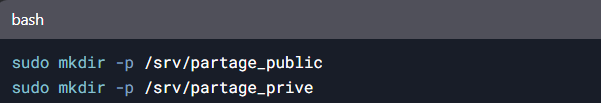 bash
sudo mkdir -p /srv/partage_public
sudo mkdir -p /srv/partage_prive